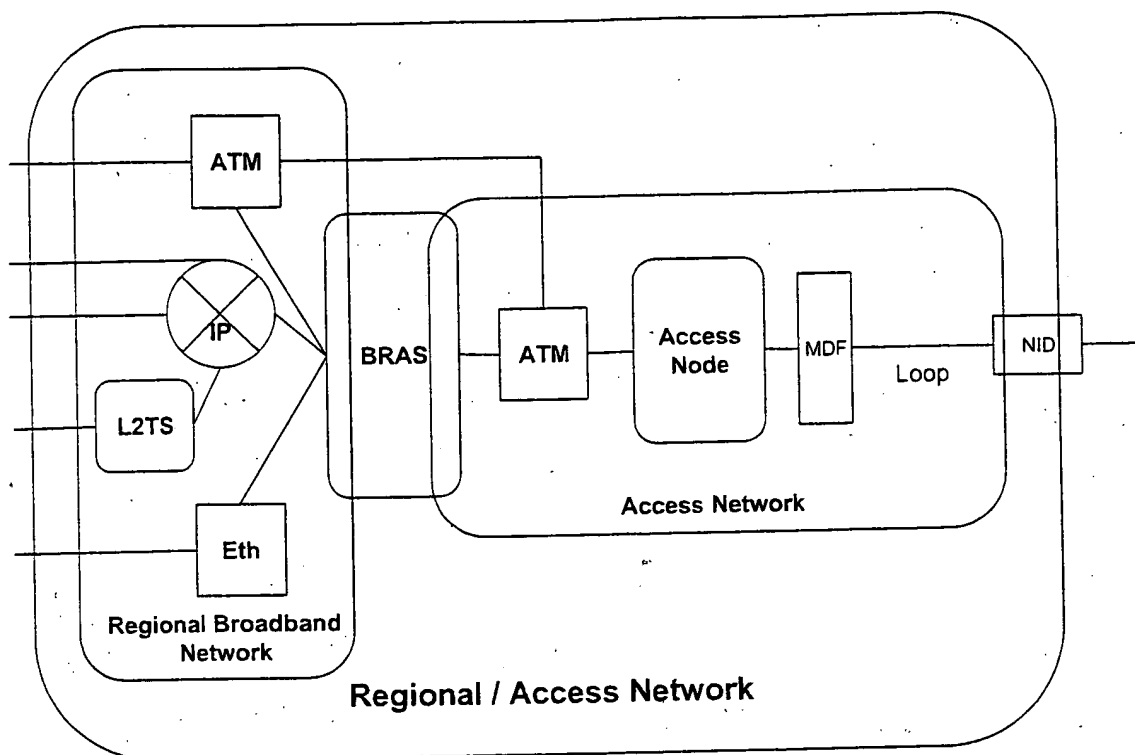 ATM
IP
L2TS
Eth
Regional Broadband
Network
BRAS
ATM
Access
Node
MDF
Loop
NID
Access Network
Regional / Access Network